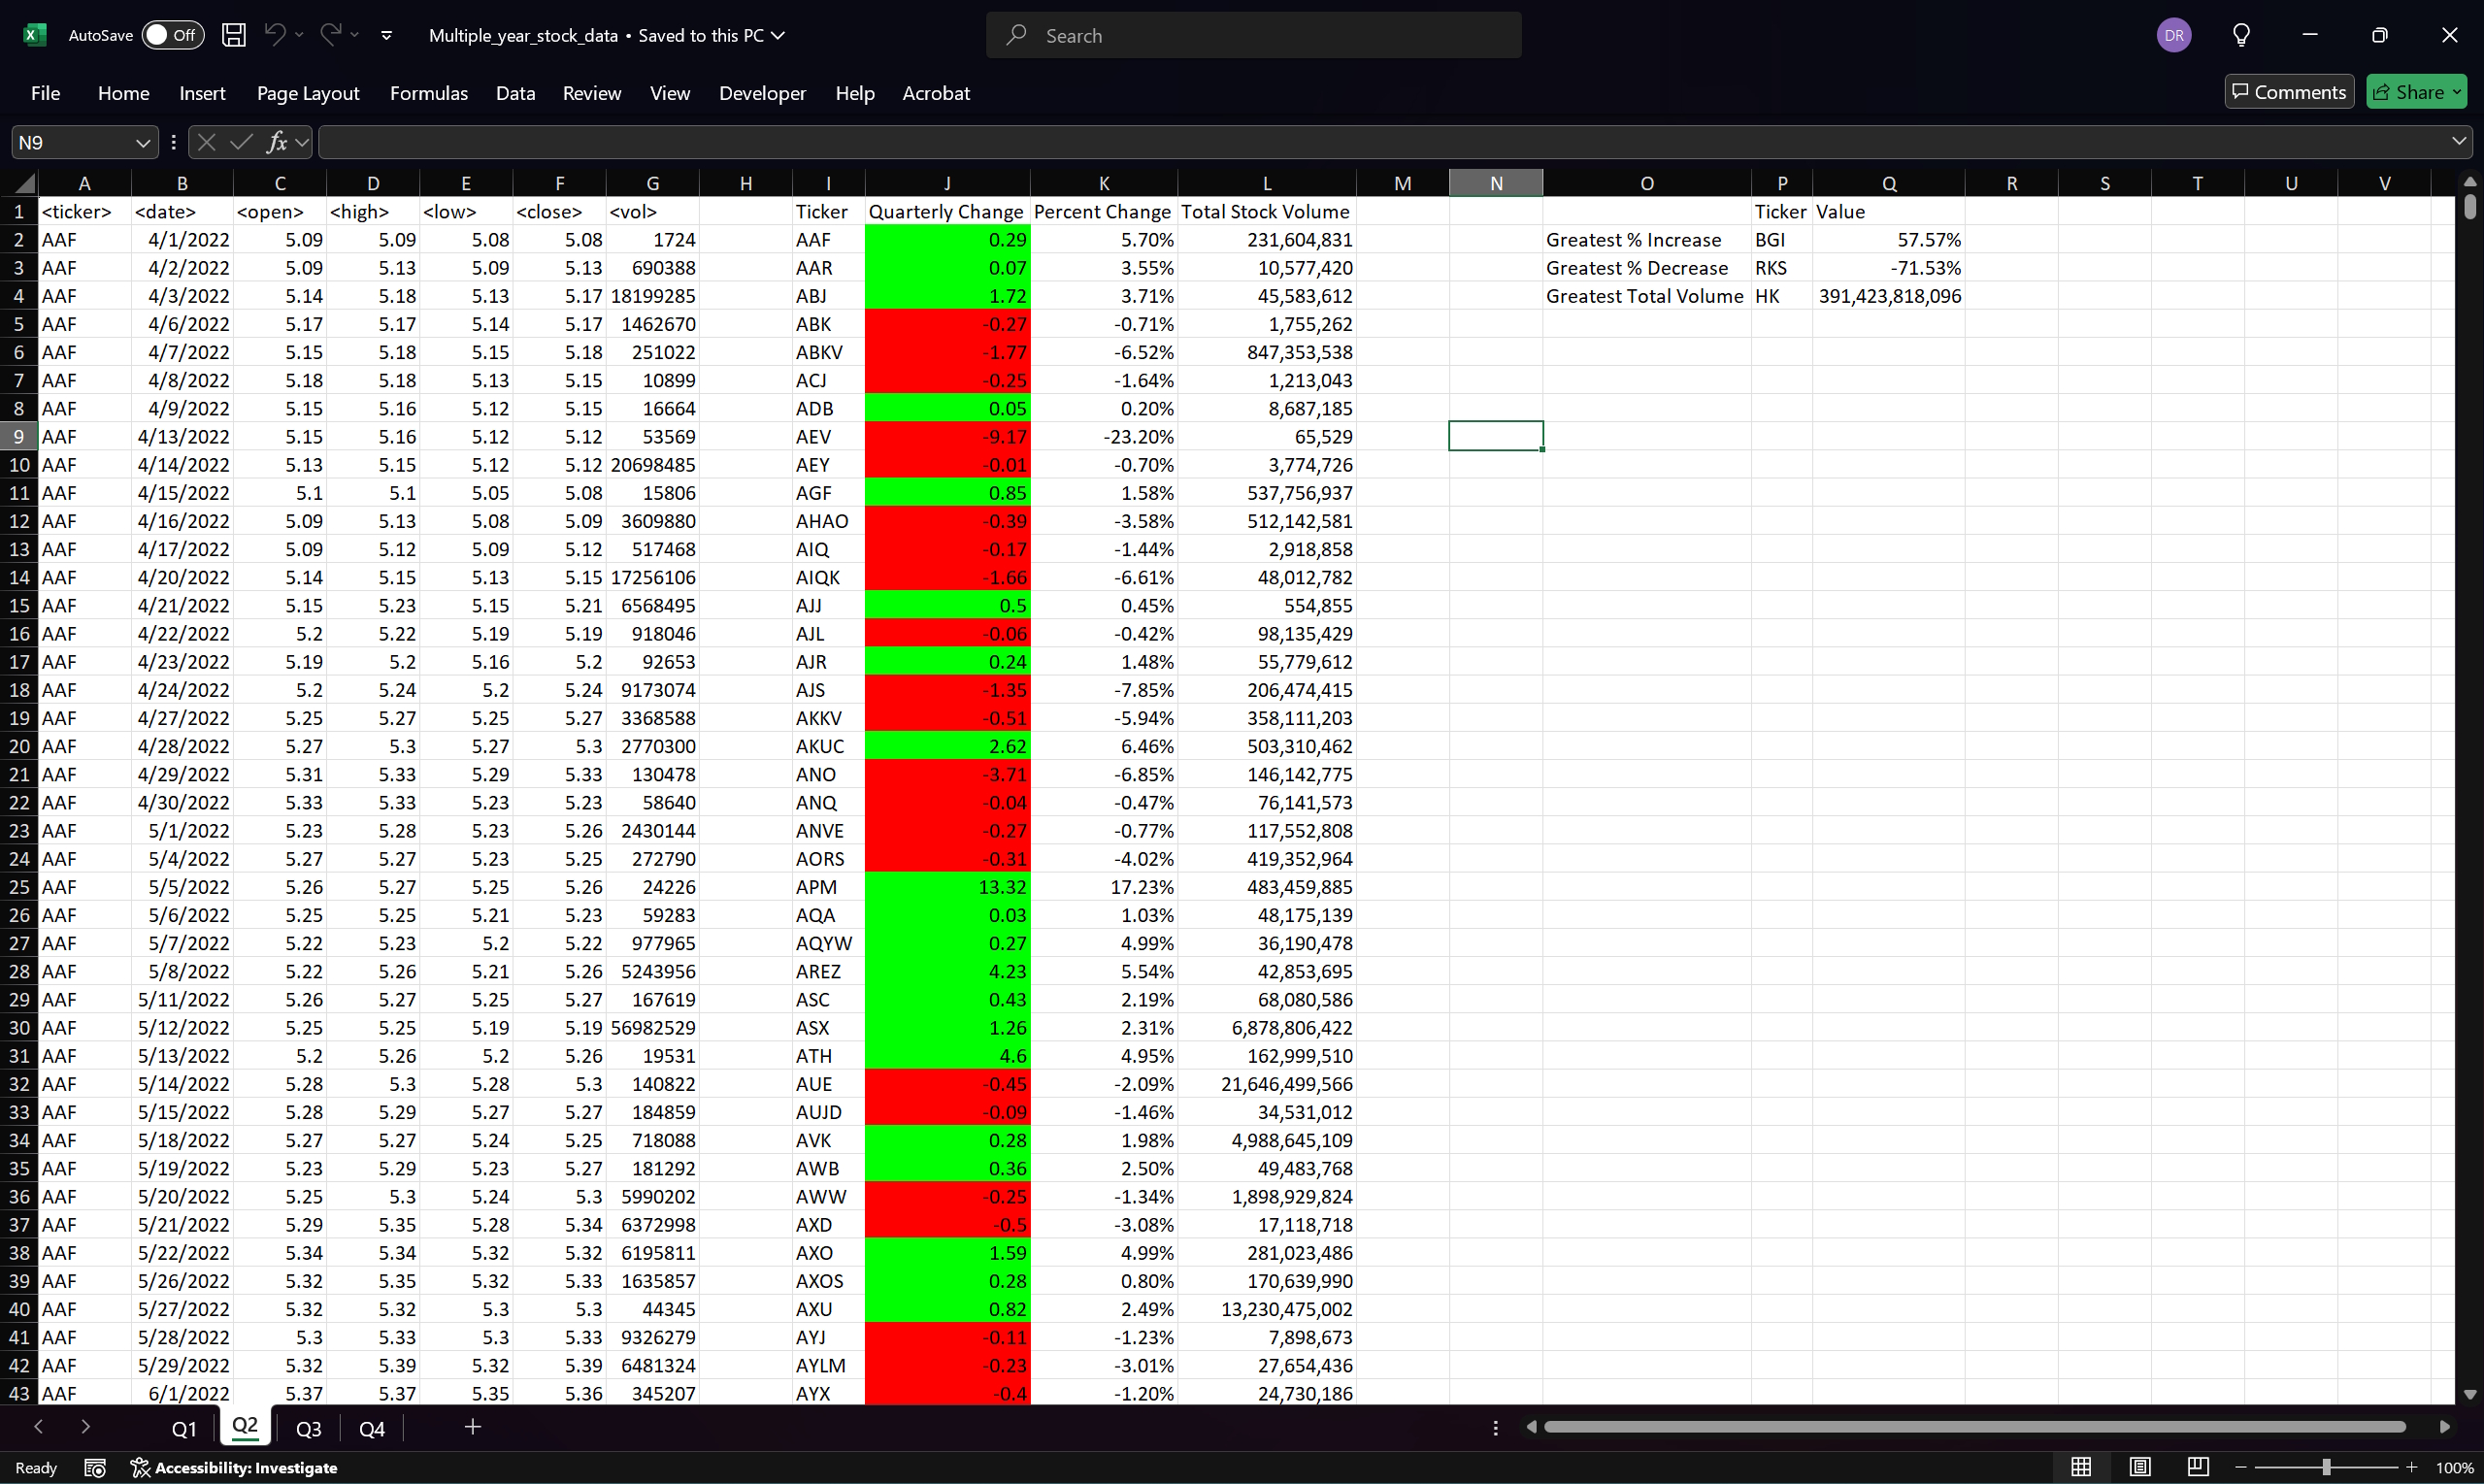 AutoSave Off Multiple_year_stock_data • Saved to this PC Search DR
File Home Insert Page Layout Formulas Data Review View Developer Help Acrobat Comments Share
N9 fx
A B C D E F G H I J K L M N O P Q R S T U V
1 <ticker> <date> <open> <high> <low> <close> <vol> Ticker Quarterly Change Percent Change Total Stock Volume Ticker Value
2 AAF 4/1/2022 5.09 5.09 5.08 5.08 1724 AAF 0.29 5.70% 231,604,831 Greatest % Increase BGI 57.57%
3 AAF 4/2/2022 5.09 5.13 5.09 5.13 690388 AAR 0.07 3.55% 10,577,420 Greatest % Decrease RKS -71.53%
4 AAF 4/3/2022 5.14 5.18 5.13 5.17 18199285 ABJ 1.72 3.71% 45,583,612 Greatest Total Volume HK 391,423,818,096
5 AAF 4/6/2022 5.17 5.17 5.14 5.17 1462670 ABK -0.27 -0.71% 1,755,262
6 AAF 4/7/2022 5.15 5.18 5.15 5.18 251022 ABKV -1.77 -6.52% 847,353,538
7 AAF 4/8/2022 5.18 5.18 5.13 5.15 10899 ACJ -0.25 -1.64% 1,213,043
8 AAF 4/9/2022 5.15 5.16 5.12 5.15 16664 ADB 0.05 0.20% 8,687,185
9 AAF 4/13/2022 5.15 5.16 5.12 5.12 53569 AEV -9.17 -23.20% 65,529
10 AAF 4/14/2022 5.13 5.15 5.12 5.12 20698485 AEY -0.01 -0.70% 3,774,726
11 AAF 4/15/2022 5.1 5.1 5.05 5.08 15806 AGF 0.85 1.58% 537,756,937
12 AAF 4/16/2022 5.09 5.13 5.08 5.09 3609880 AHAO -0.39 -3.58% 512,142,581
13 AAF 4/17/2022 5.09 5.12 5.09 5.12 517468 AIQ -0.17 -1.44% 2,918,858
14 AAF 4/20/2022 5.14 5.15 5.13 5.15 17256106 AIQK -1.66 -6.61% 48,012,782
15 AAF 4/21/2022 5.15 5.23 5.15 5.21 6568495 AJJ 0.5 0.45% 554,855
16 AAF 4/22/2022 5.2 5.22 5.19 5.19 918046 AJL -0.06 -0.42% 98,135,429
17 AAF 4/23/2022 5.19 5.2 5.16 5.2 92653 AJR 0.24 1.48% 55,779,612
18 AAF 4/24/2022 5.2 5.24 5.2 5.24 9173074 AJS -1.35 -7.85% 206,474,415
19 AAF 4/27/2022 5.25 5.27 5.25 5.27 3368588 AKKV -0.51 -5.94% 358,111,203
20 AAF 4/28/2022 5.27 5.3 5.27 5.3 2770300 AKUC 2.62 6.46% 503,310,462
21 AAF 4/29/2022 5.31 5.33 5.29 5.33 130478 ANO -3.71 -6.85% 146,142,775
22 AAF 4/30/2022 5.33 5.33 5.23 5.23 58640 ANQ -0.04 -0.47% 76,141,573
23 AAF 5/1/2022 5.23 5.28 5.23 5.26 2430144 ANVE -0.27 -0.77% 117,552,808
24 AAF 5/4/2022 5.27 5.27 5.23 5.25 272790 AORS -0.31 -4.02% 419,352,964
25 AAF 5/5/2022 5.26 5.27 5.25 5.26 24226 APM 13.32 17.23% 483,459,885
26 AAF 5/6/2022 5.25 5.25 5.21 5.23 59283 AQA 0.03 1.03% 48,175,139
27 AAF 5/7/2022 5.22 5.23 5.2 5.22 977965 AQYW 0.27 4.99% 36,190,478
28 AAF 5/8/2022 5.22 5.26 5.21 5.26 5243956 AREZ 4.23 5.54% 42,853,695
29 AAF 5/11/2022 5.26 5.27 5.25 5.27 167619 ASC 0.43 2.19% 68,080,586
30 AAF 5/12/2022 5.25 5.25 5.19 5.19 56982529 ASX 1.26 2.31% 6,878,806,422
31 AAF 5/13/2022 5.2 5.26 5.2 5.26 19531 ATH 4.6 4.95% 162,999,510
32 AAF 5/14/2022 5.28 5.3 5.28 5.3 140822 AUE -0.45 -2.09% 21,646,499,566
33 AAF 5/15/2022 5.28 5.29 5.27 5.27 184859 AUJD -0.09 -1.46% 34,531,012
34 AAF 5/18/2022 5.27 5.27 5.24 5.25 718088 AVK 0.28 1.98% 4,988,645,109
35 AAF 5/19/2022 5.23 5.29 5.23 5.27 181292 AWB 0.36 2.50% 49,483,768
36 AAF 5/20/2022 5.25 5.3 5.24 5.3 5990202 AWW -0.25 -1.34% 1,898,929,824
37 AAF 5/21/2022 5.29 5.35 5.28 5.34 6372998 AXD -0.5 -3.08% 17,118,718
38 AAF 5/22/2022 5.34 5.34 5.32 5.32 6195811 AXO 1.59 4.99% 281,023,486
39 AAF 5/26/2022 5.32 5.35 5.32 5.33 1635857 AXOS 0.28 0.80% 170,639,990
40 AAF 5/27/2022 5.32 5.32 5.3 5.3 44345 AXU 0.82 2.49% 13,230,475,002
41 AAF 5/28/2022 5.3 5.33 5.3 5.33 9326279 AYJ -0.11 -1.23% 7,898,673
42 AAF 5/29/2022 5.32 5.39 5.32 5.39 6481324 AYLM -0.23 -3.01% 27,654,436
43 AAF 6/1/2022 5.37 5.37 5.35 5.36 345207 AYX -0.4 -1.20% 24,730,186
Q1 Q2 Q3 Q4
Ready Accessibility: Investigate 100%